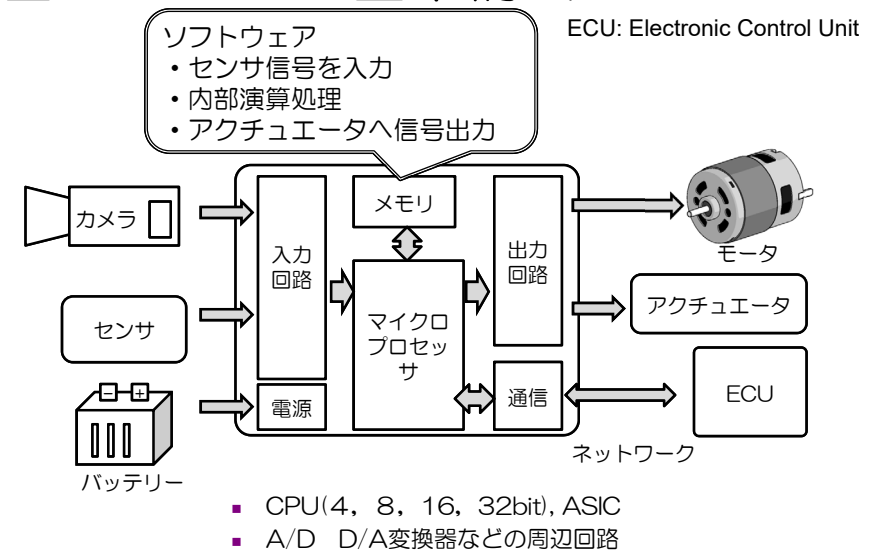 ECU: Electronic Control Unit
ソフトウェア
・センサ信号を入力
・内部演算処理
・アクチュエータへ信号出力
カメラ
センサ
バッテリー
入力
回路
電源
メモリ
マイクロ
プロセッ
サ
出力
回路
通信
モータ
アクチュエータ
ECU
ネットワーク
▪ CPU(4，8，16，32bit), ASIC
▪ A/D　D/A変換器などの周辺回路